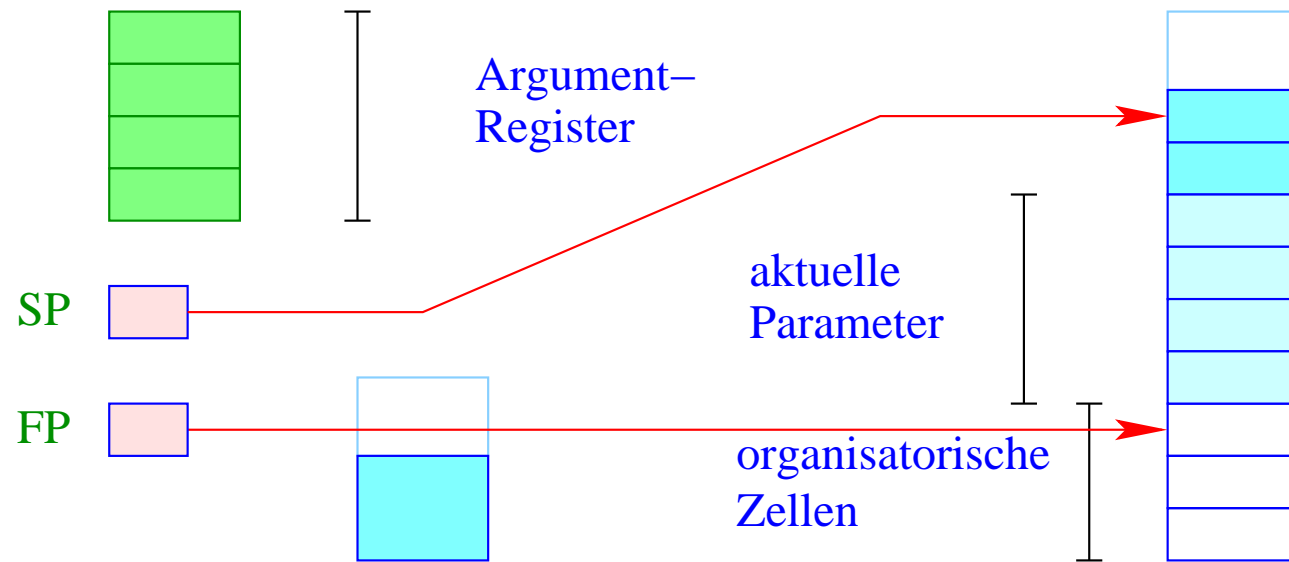 Argument–
Register
SP
aktuelle
Parameter
FP
organisatorische
Zellen